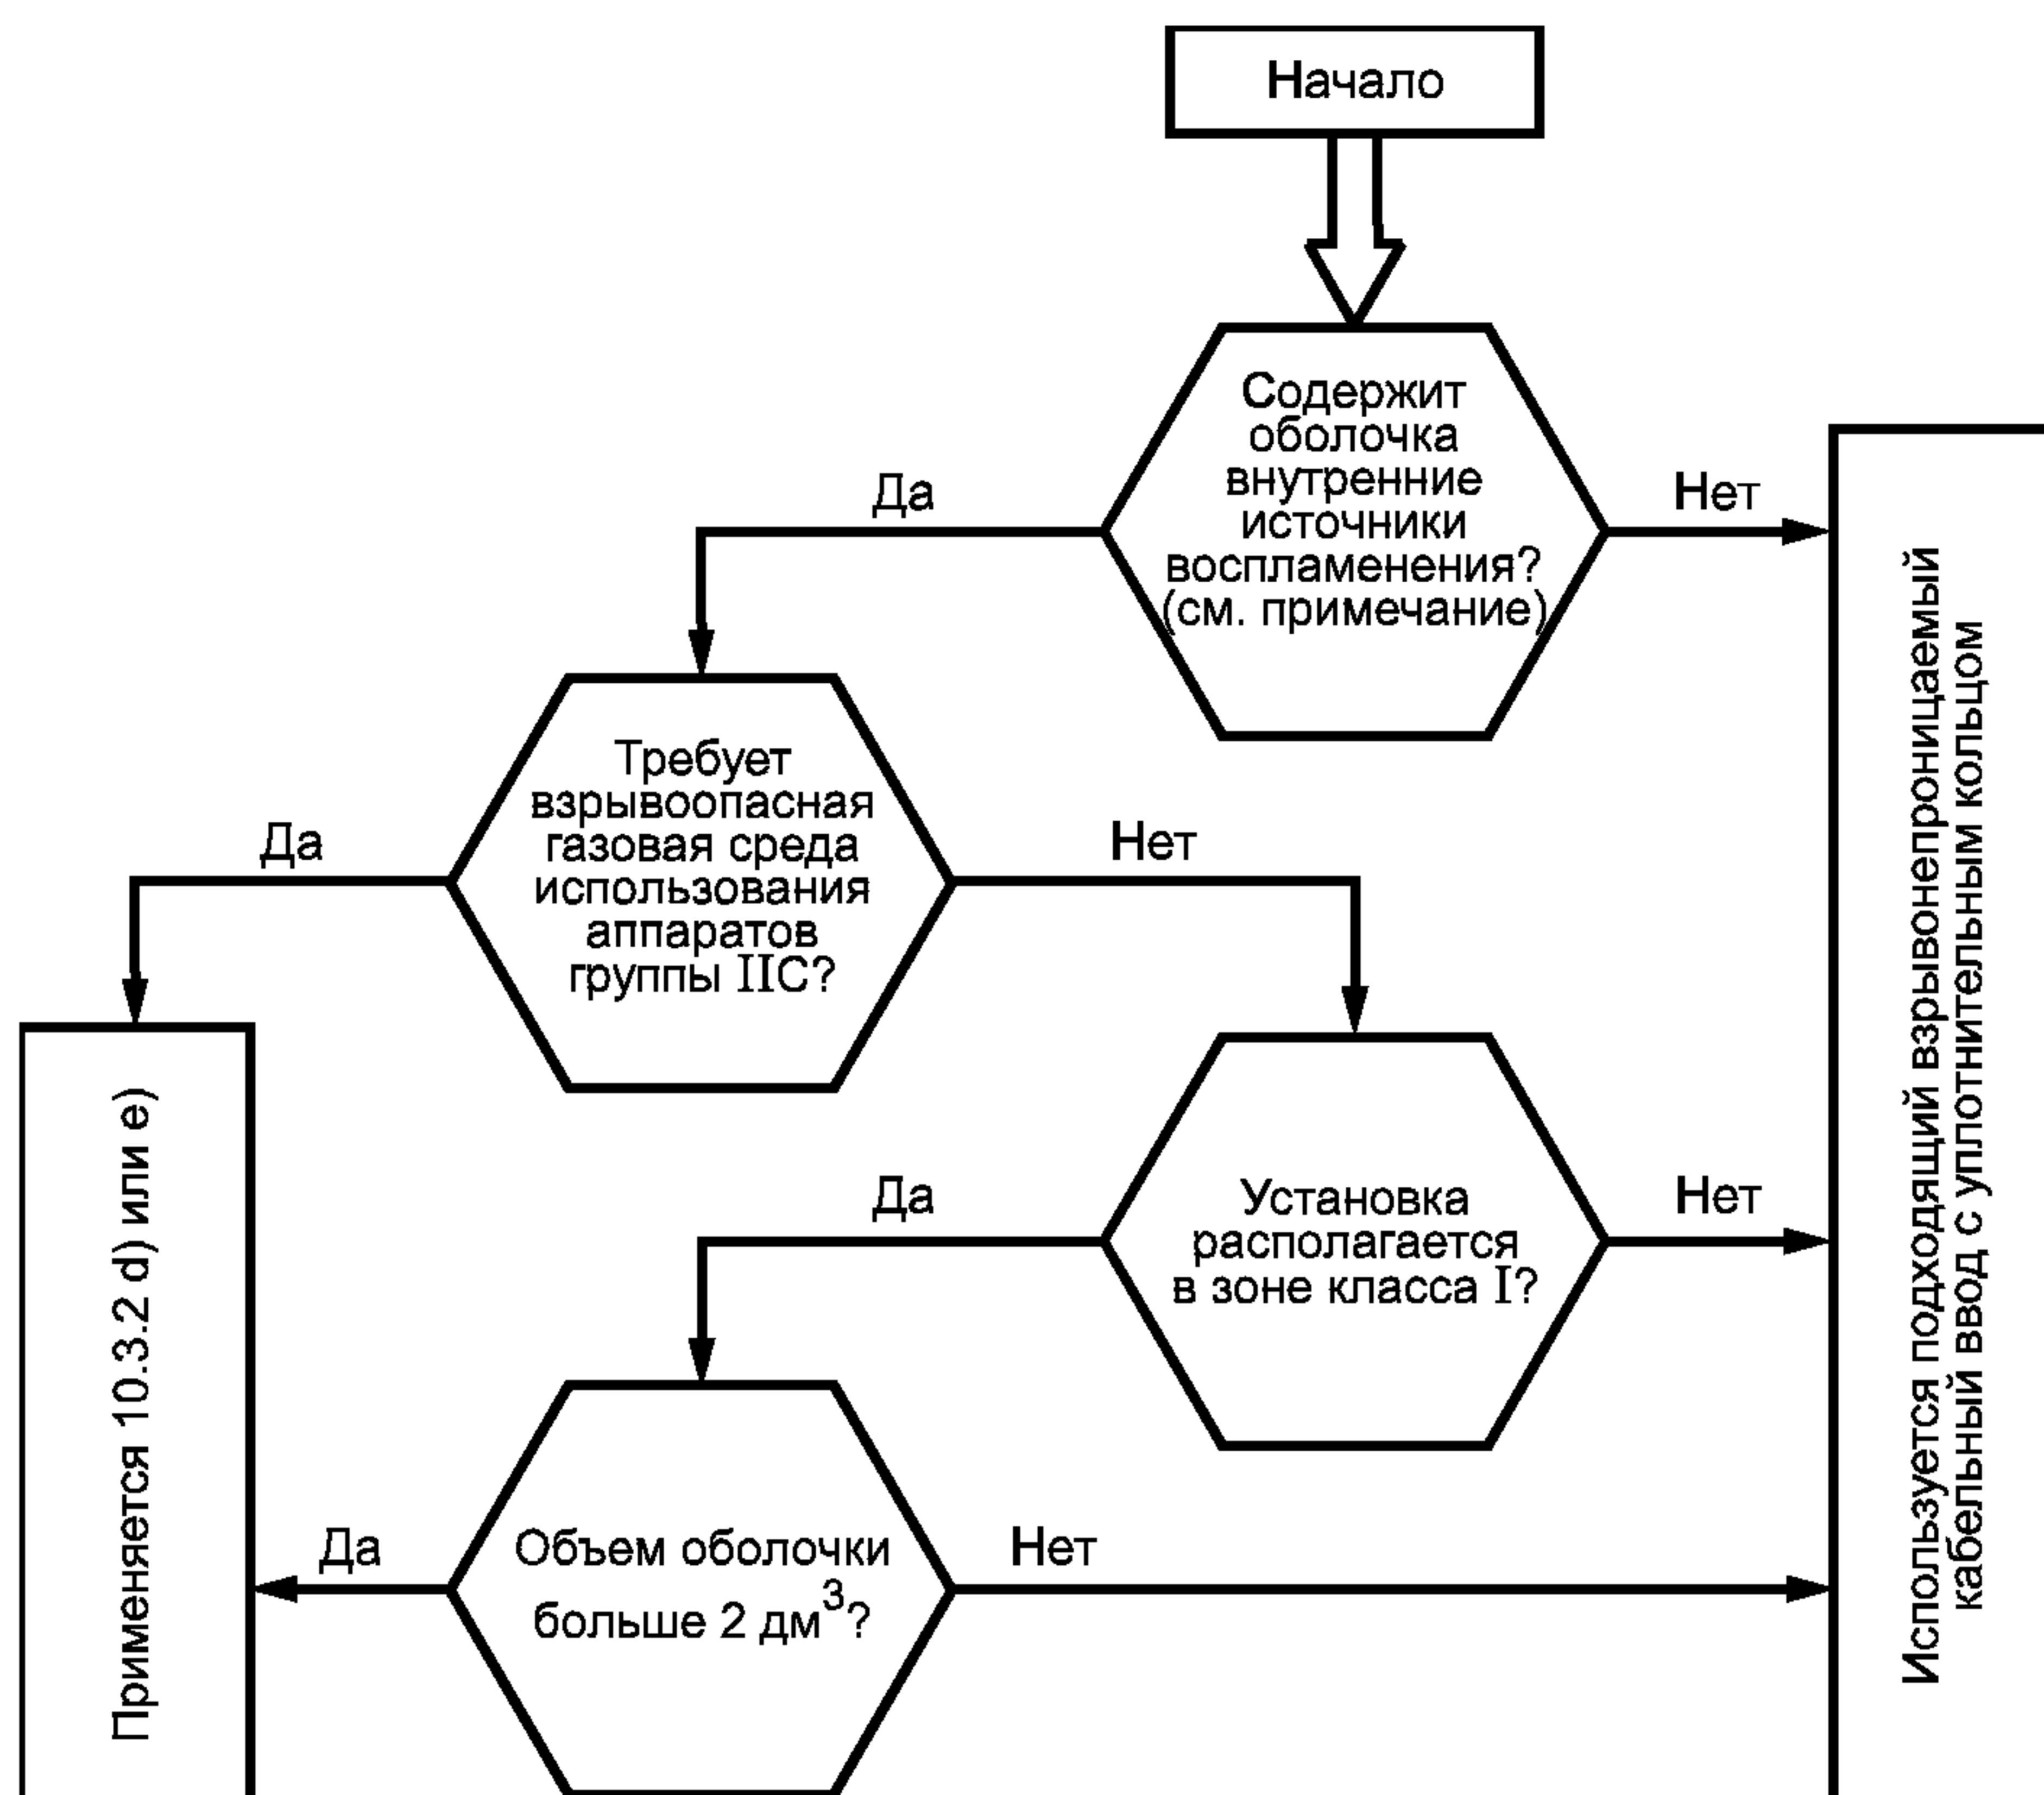 Начало
Содержит
оболочка
внутренние
источники
воспламенения?
(см. примечание)
Да
Нет
Требует
взрывоопасная
газовая среда
использования
аппаратов
группы IIC?
Да
Нет
Установка
располагается
в зоне класса I?
Да
Нет
Объем оболочки
больше 2 дм³?
Да
Нет
Применяется 10.3.2 d) или e)
Используется подходящий взрывонепроницаемый
кабельный ввод с уплотнительным кольцом